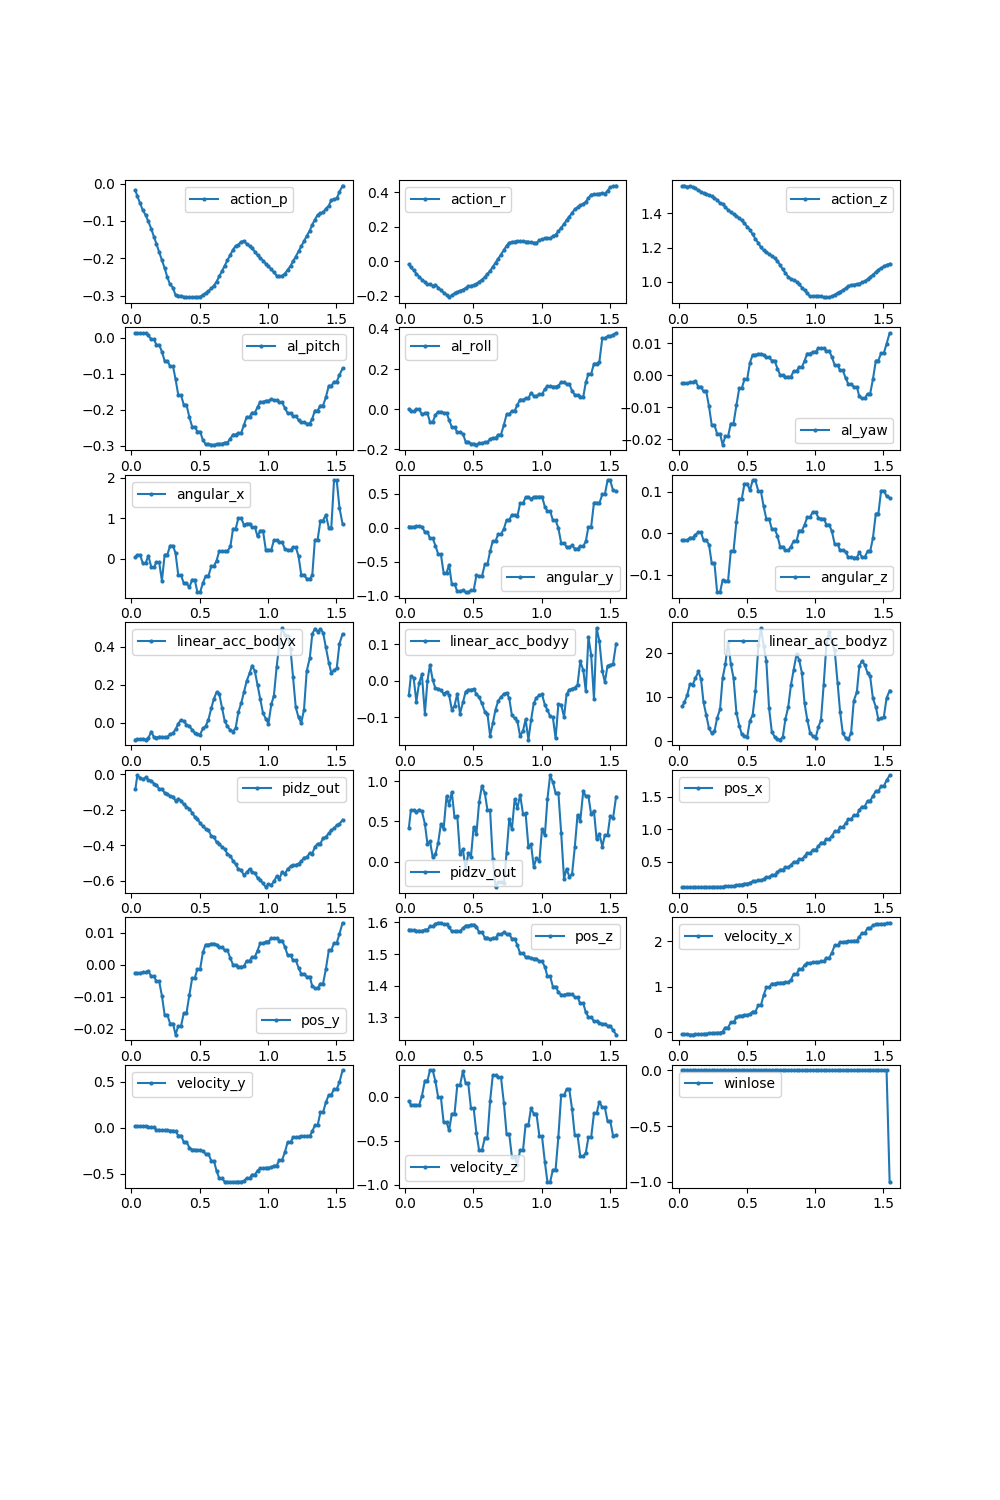 0.0
−0.1
−0.2
−0.3
action_p
0.0 0.5 1.0 1.5
0.4
0.2
0.0
−0.2
action_r
0.0 0.5 1.0 1.5
1.4
1.2
1.0
action_z
0.0 0.5 1.0 1.5
0.0
−0.1
−0.2
−0.3
al_pitch
0.0 0.5 1.0 1.5
0.4
0.2
0.0
−0.2
al_roll
0.0 0.5 1.0 1.5
0.01
0.00
−0.01
−0.02
al_yaw
0.0 0.5 1.0 1.5
2
1
0
angular_x
0.0 0.5 1.0 1.5
0.5
0.0
−0.5
−1.0
angular_y
0.0 0.5 1.0 1.5
0.1
0.0
−0.1
angular_z
0.0 0.5 1.0 1.5
0.4
0.2
0.0
linear_acc_bodyx
0.0 0.5 1.0 1.5
0.1
0.0
−0.1
linear_acc_bodyy
0.0 0.5 1.0 1.5
20
10
0
linear_acc_bodyz
0.0 0.5 1.0 1.5
0.0
−0.2
−0.4
−0.6
pidz_out
0.0 0.5 1.0 1.5
1.0
0.5
0.0
pidzv_out
0.0 0.5 1.0 1.5
1.5
1.0
0.5
pos_x
0.0 0.5 1.0 1.5
0.01
0.00
−0.01
−0.02
pos_y
0.0 0.5 1.0 1.5
1.6
1.5
1.4
1.3
pos_z
0.0 0.5 1.0 1.5
2
1
0
velocity_x
0.0 0.5 1.0 1.5
0.5
0.0
−0.5
velocity_y
0.0 0.5 1.0 1.5
0.0
−0.5
−1.0
velocity_z
0.0 0.5 1.0 1.5
0.0
−0.5
−1.0
winlose
0.0 0.5 1.0 1.5